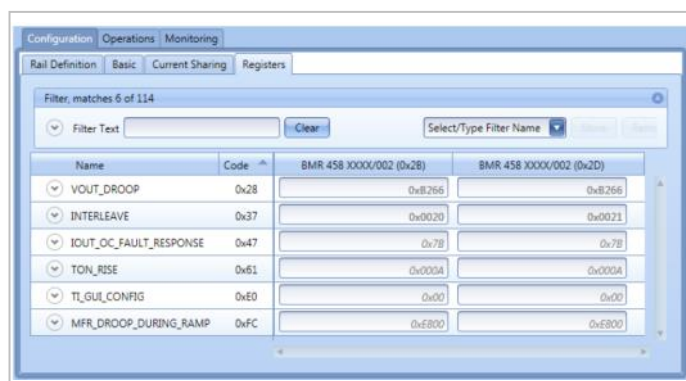 Configuration Operations Monitoring
Rail Definition Basic Current Sharing Registers
Filter, matches 6 of 114
Filter Text Clear Select/Type Filter Name
Name Code BMR 458 XXXX/002 (0x2B) BMR 458 XXXX/002 (0x2D)
VOUT_DROOP 0x28 0xB266 0xB266
INTERLEAVE 0x37 0x0020 0x0021
IOUT_OC_FAULT_RESPONSE 0x47 0x7B 0x7B
TON_RISE 0x61 0x000A 0x000A
TI_GUI_CONFIG 0xE0 0x00 0x00
MFR_DROOP_DURING_RAMP 0xFC 0xE800 0xE800